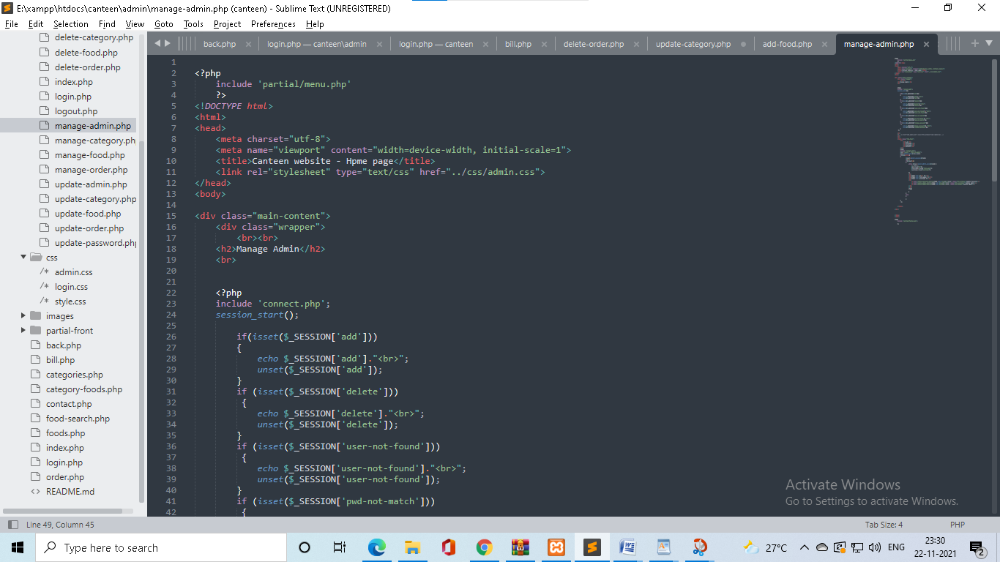 E:\xampp\htdocs\canteen\admin\manage-admin.php (canteen) - Sublime Text (UNREGISTERED)
File Edit Selection Find View Goto Tools Project Preferences Help
back.php login.php — canteen\admin login.php — canteen bill.php delete-order.php update-category.php add-food.php manage-admin.php
delete-category.php
delete-food.php
delete-order.php
index.php
login.php
logout.php
manage-admin.php
manage-category.ph
manage-food.php
manage-order.php
update-admin.php
update-category.php
update-food.php
update-order.php
update-password.php
css
/* admin.css
/* login.css
/* style.css
images
partial-front
back.php
bill.php
categories.php
category-foods.php
contact.php
food-search.php
foods.php
index.php
login.php
order.php
<> README.md
1
2 <?php
3 include 'partial/menu.php'
4 ?>
5 <!DOCTYPE html>
6 <html>
7 <head>
8 <meta charset="utf-8">
9 <meta name="viewport" content="width=device-width, initial-scale=1">
10 <title>Canteen website - Hpme page</title>
11 <link rel="stylesheet" type="text/css" href="../css/admin.css">
12 </head>
13 <body>
14
15 <div class="main-content">
16 <div class="wrapper">
17 <br><br>
18 <h2>Manage Admin</h2>
19 <br>
20
21
22 <?php
23 include 'connect.php';
24 session_start();
25
26 if(isset($_SESSION['add']))
27 {
28 echo $_SESSION['add']."<br>";
29 unset($_SESSION['add']);
30 }
31 if (isset($_SESSION['delete']))
32 {
33 echo $_SESSION['delete']."<br>";
34 unset($_SESSION['delete']);
35 }
36 if (isset($_SESSION['user-not-found']))
37 {
38 echo $_SESSION['user-not-found']."<br>";
39 unset($_SESSION['user-not-found']);
40 }
41 if (isset($_SESSION['pwd-not-match']))
42 {
Activate Windows
Go to Settings to activate Windows.
Line 49, Column 45 Tab Size: 4 PHP
Type here to search 27°C ENG 23:30
22-11-2021 2